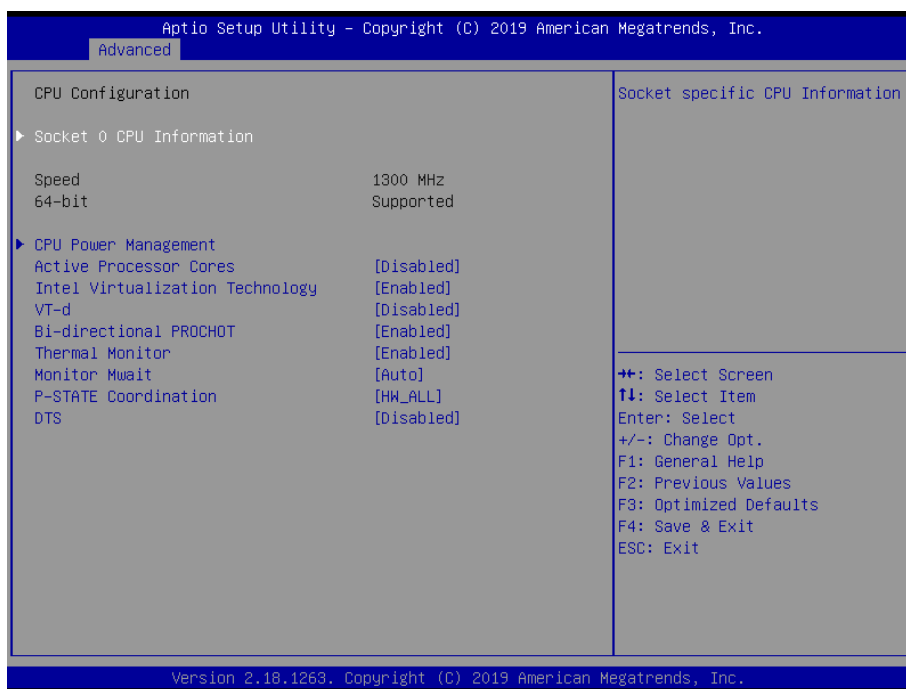 Aptio Setup Utility – Copyright (C) 2019 American Megatrends, Inc.
Advanced
CPU Configuration
Socket 0 CPU Information
Speed 1300 MHz
64-bit Supported
CPU Power Management
Active Processor Cores [Disabled]
Intel Virtualization Technology [Enabled]
VT-d [Disabled]
Bi-directional PROCHOT [Enabled]
Thermal Monitor [Enabled]
Monitor Mwait [Auto]
P-STATE Coordination [HW_ALL]
DTS [Disabled]
Socket specific CPU Information
→←: Select Screen
↑↓: Select Item
Enter: Select
+/-: Change Opt.
F1: General Help
F2: Previous Values
F3: Optimized Defaults
F4: Save & Exit
ESC: Exit
Version 2.18.1263. Copyright (C) 2019 American Megatrends, Inc.